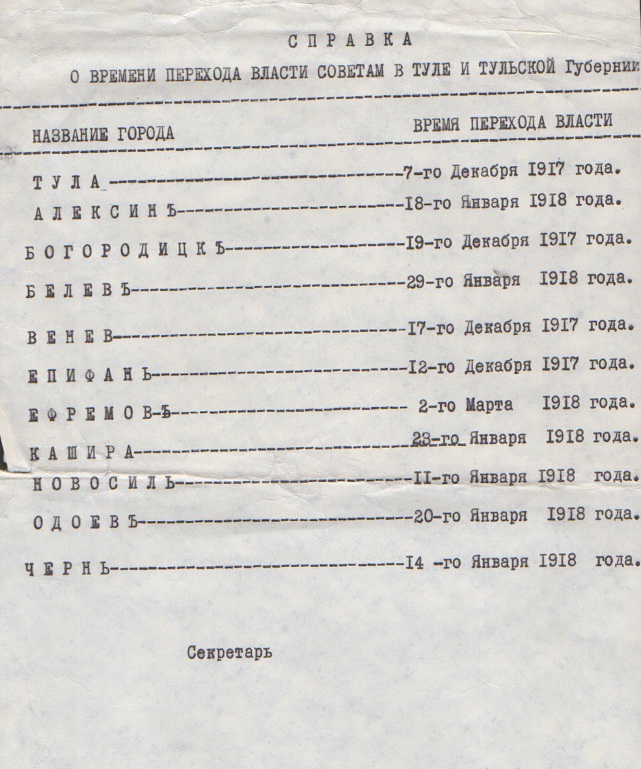 С П Р А В К А
О ВРЕМЕНИ ПЕРЕХОДА ВЛАСТИ СОВЕТАМ В ТУЛЕ И ТУЛЬСКОЙ Губернии
НАЗВАНИЕ ГОРОДА ВРЕМЯ ПЕРЕХОДА ВЛАСТИ
Т У Л А -------- 7-го Декабря 1917 года.
А Л Е К С И Н Ъ -------- 18-го Января 1918 года.
Б О Г О Р О Д И Ц К Ъ -------- 19-го Декабря 1917 года.
Б Е Л Е В Ъ -------- 29-го Января 1918 года.
В Е Н Е В -------- 17-го Декабря 1917 года.
Е П И Ф А Н Ь -------- 12-го Декабря 1917 года.
Е Ф Р Е М О В-Ъ -------- 2-го Марта 1918 года.
К А Ш И Р А -------- 23-го Января 1918 года.
Н О В О С И Л Ь -------- 11-го Января 1918 года.
О Д О Е В Ъ -------- 20-го Января 1918 года.
Ч Е Р Н Ь -------- 14 -го Января 1918 года.
Секретарь